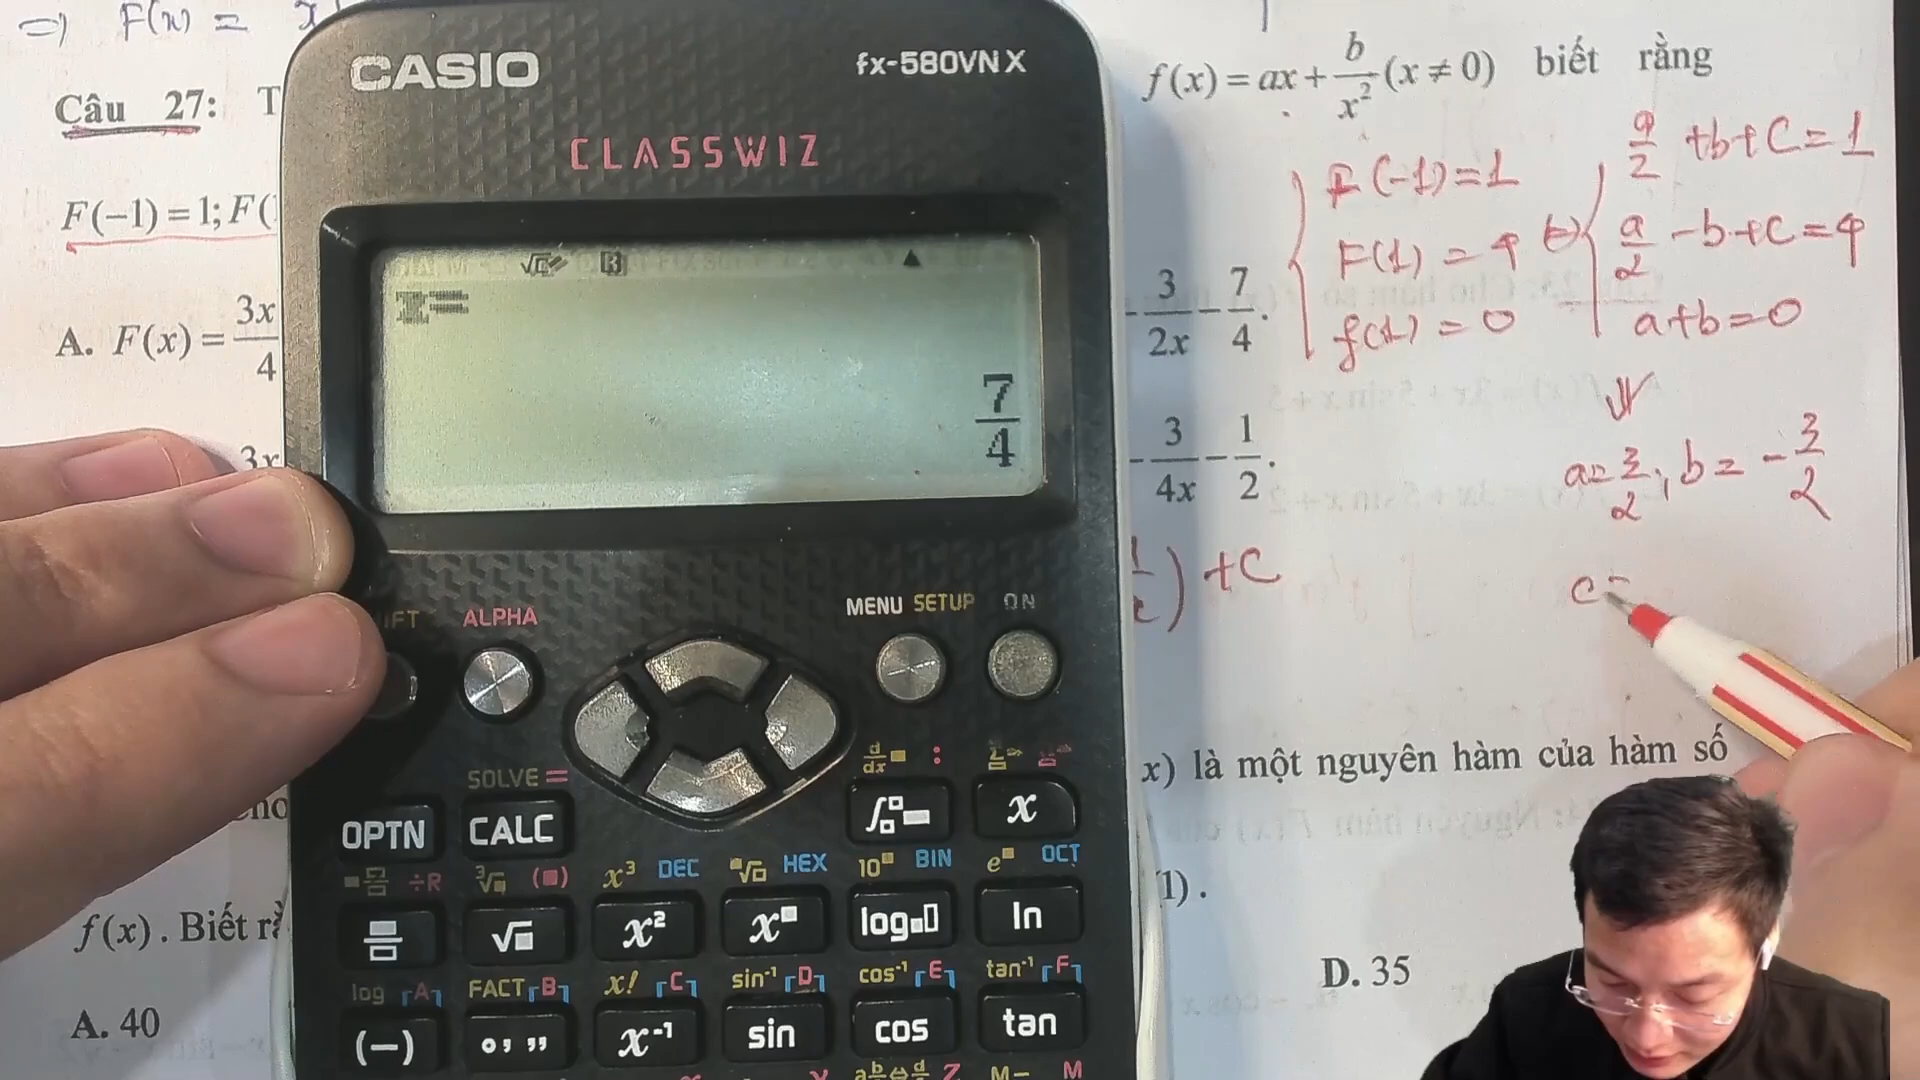 =) F(x) = x
CASIO
fx-580VN X
CLASSWIZ
Câu 27: T
f(x) = ax + b/x² (x ≠ 0) biết rằng
F(−1) = 1; F(
F(-1) = 1
F(1) = 4
f(1) = 0
a/2 + b + C = 1
a/2 - b + C = 4
a + b = 0
z=
7/4
A. F(x) = 3x /4
- 3/2x - 7/4.
3x
- 3/4x - 1/2.
a = 3/2, b = -3/2
) + C
c =
ALPHA
MENU SETUP ON
x) là một nguyên hàm của hàm số
SOLVE =
d/dx :
OPTN CALC x
÷R x³ DEC HEX 10 BIN e OCT
x² log ln
f(x). Biết r
1).
log A FACT B x! C sin⁻¹ D cos⁻¹ E tan⁻¹ F
(−) x⁻¹ sin cos tan
A. 40
D. 35
M− M